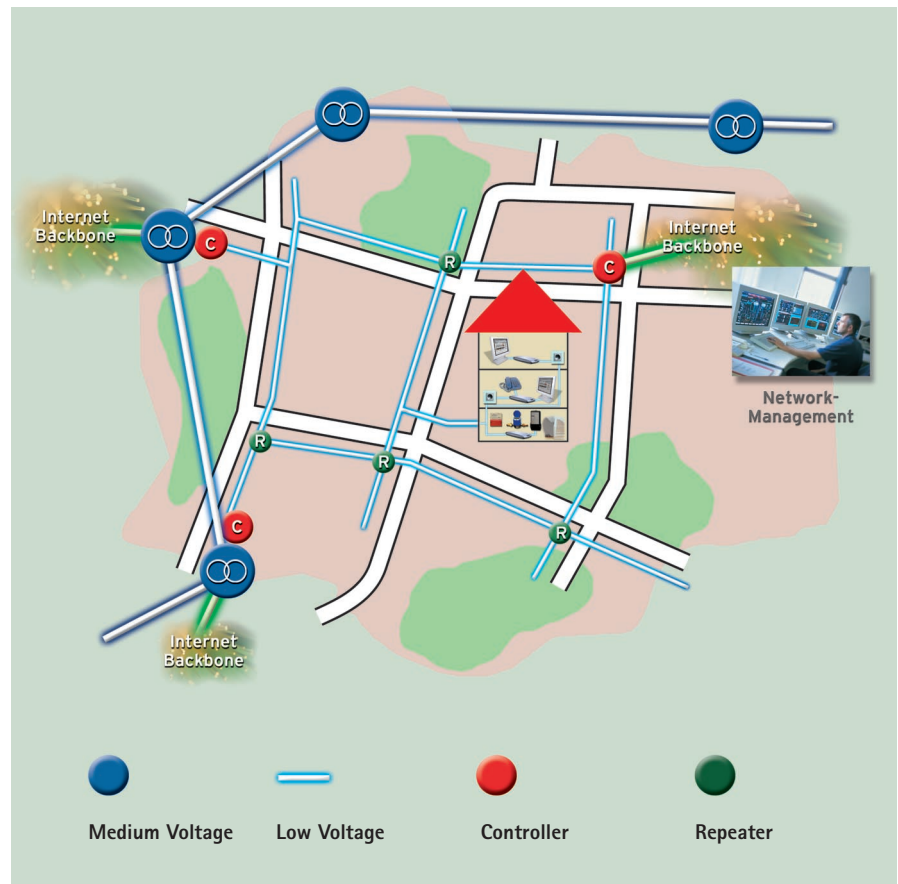 Internet
Backbone
C
R
Internet
Backbone
C
Network-
Management
R
R
C
R
Internet
Backbone
Medium Voltage
Low Voltage
Controller
Repeater